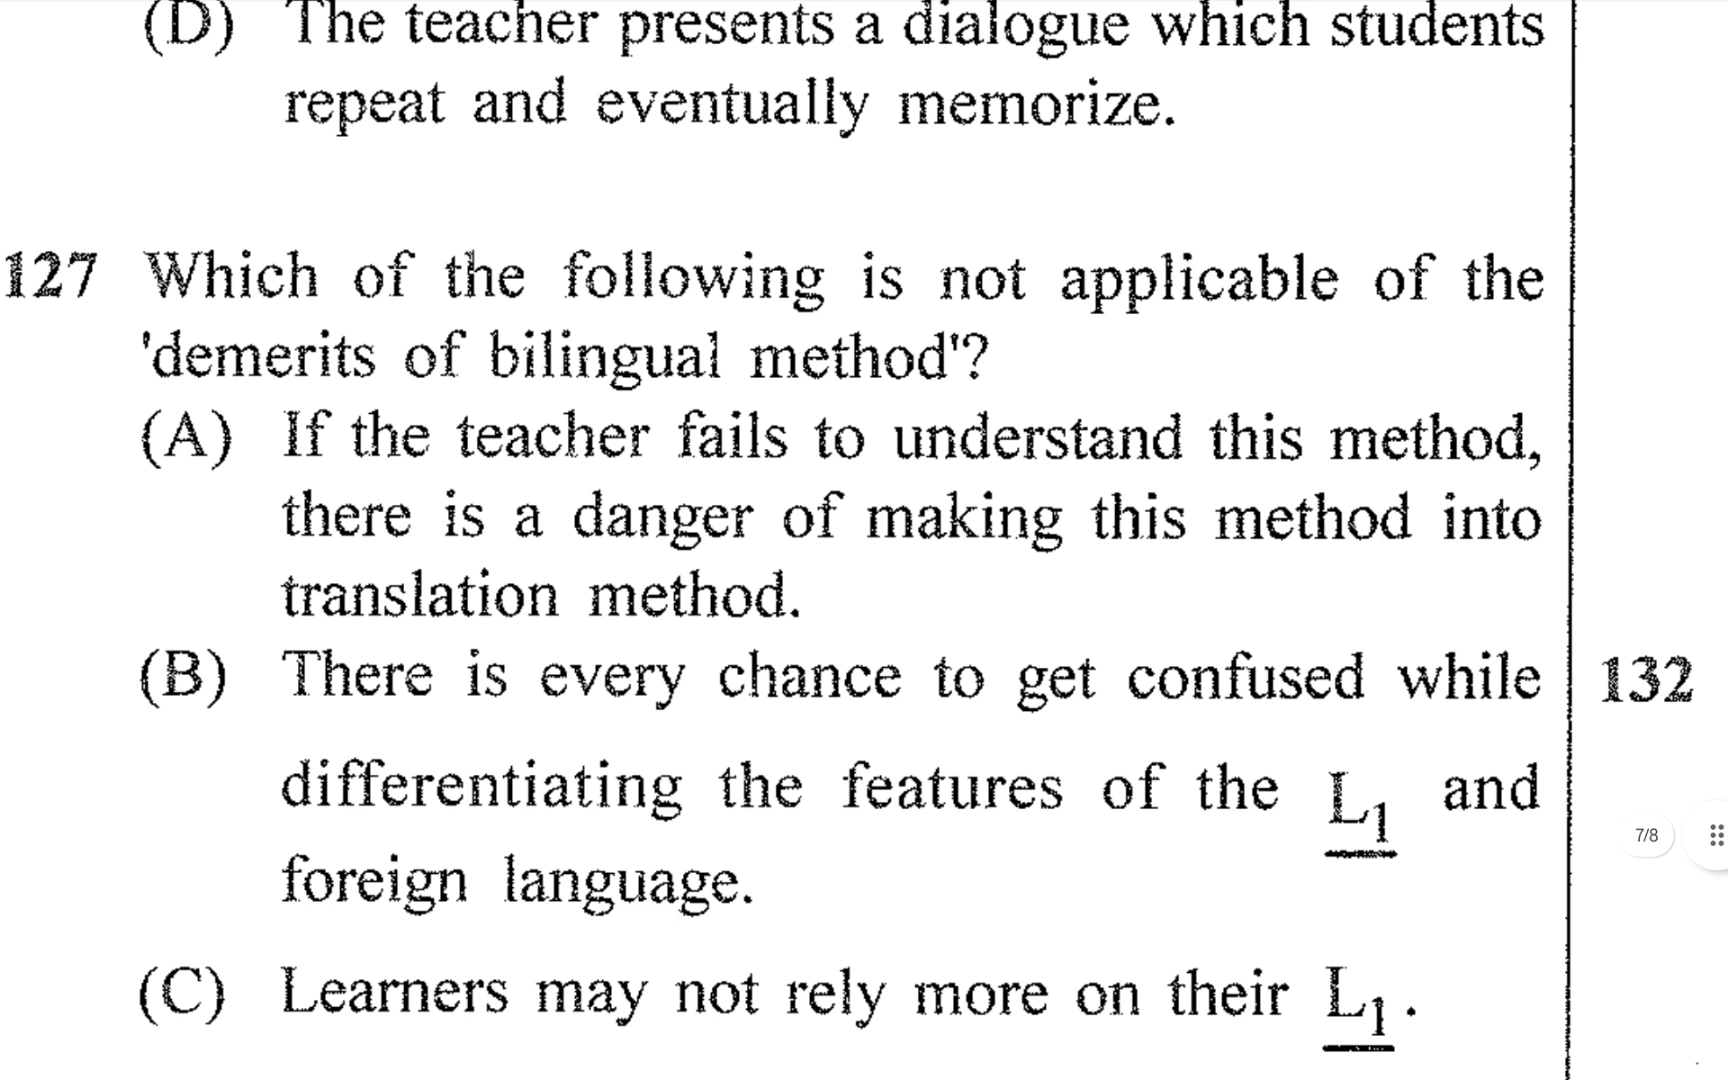 (D) The teacher presents a dialogue which students
repeat and eventually memorize.
127 Which of the following is not applicable of the
'demerits of bilingual method'?
(A) If the teacher fails to understand this method,
there is a danger of making this method into
translation method.
(B) There is every chance to get confused while
differentiating the features of the L₁ and
foreign language.
(C) Learners may not rely more on their L₁.
132
7/8